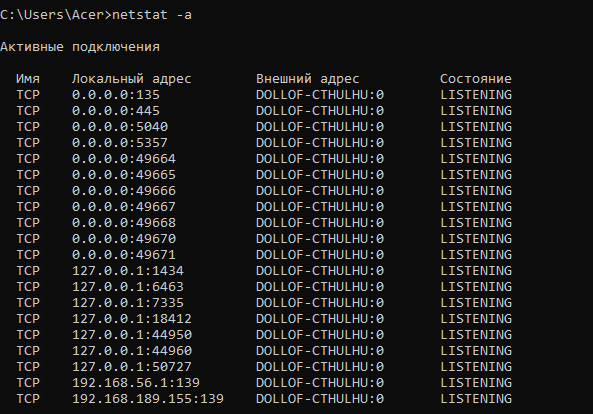 C:\Users\Acer>netstat -a
Активные подключения
Имя Локальный адрес Внешний адрес Состояние
TCP 0.0.0.0:135 DOLLOF-CTHULHU:0 LISTENING
TCP 0.0.0.0:445 DOLLOF-CTHULHU:0 LISTENING
TCP 0.0.0.0:5040 DOLLOF-CTHULHU:0 LISTENING
TCP 0.0.0.0:5357 DOLLOF-CTHULHU:0 LISTENING
TCP 0.0.0.0:49664 DOLLOF-CTHULHU:0 LISTENING
TCP 0.0.0.0:49665 DOLLOF-CTHULHU:0 LISTENING
TCP 0.0.0.0:49666 DOLLOF-CTHULHU:0 LISTENING
TCP 0.0.0.0:49667 DOLLOF-CTHULHU:0 LISTENING
TCP 0.0.0.0:49668 DOLLOF-CTHULHU:0 LISTENING
TCP 0.0.0.0:49670 DOLLOF-CTHULHU:0 LISTENING
TCP 0.0.0.0:49671 DOLLOF-CTHULHU:0 LISTENING
TCP 127.0.0.1:1434 DOLLOF-CTHULHU:0 LISTENING
TCP 127.0.0.1:6463 DOLLOF-CTHULHU:0 LISTENING
TCP 127.0.0.1:7335 DOLLOF-CTHULHU:0 LISTENING
TCP 127.0.0.1:18412 DOLLOF-CTHULHU:0 LISTENING
TCP 127.0.0.1:44950 DOLLOF-CTHULHU:0 LISTENING
TCP 127.0.0.1:44960 DOLLOF-CTHULHU:0 LISTENING
TCP 127.0.0.1:50727 DOLLOF-CTHULHU:0 LISTENING
TCP 192.168.56.1:139 DOLLOF-CTHULHU:0 LISTENING
TCP 192.168.189.155:139 DOLLOF-CTHULHU:0 LISTENING